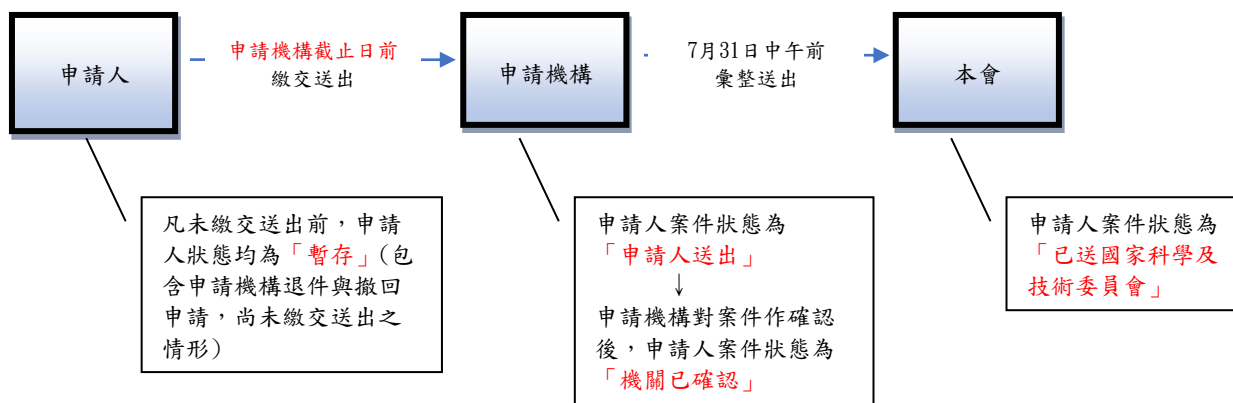 申請人
申請機構截止日前
繳交送出
申請機構
7月31日中午前
彙整送出
本會
凡未繳交送出前，申請
人狀態均為「暫存」(包
含申請機構退件與撤回
申請，尚未繳交送出之
情形)
申請人案件狀態為
「申請人送出」
↓
申請機構對案件作確認
後，申請人案件狀態為
「機關已確認」
申請人案件狀態為
「已送國家科學及
技術委員會」